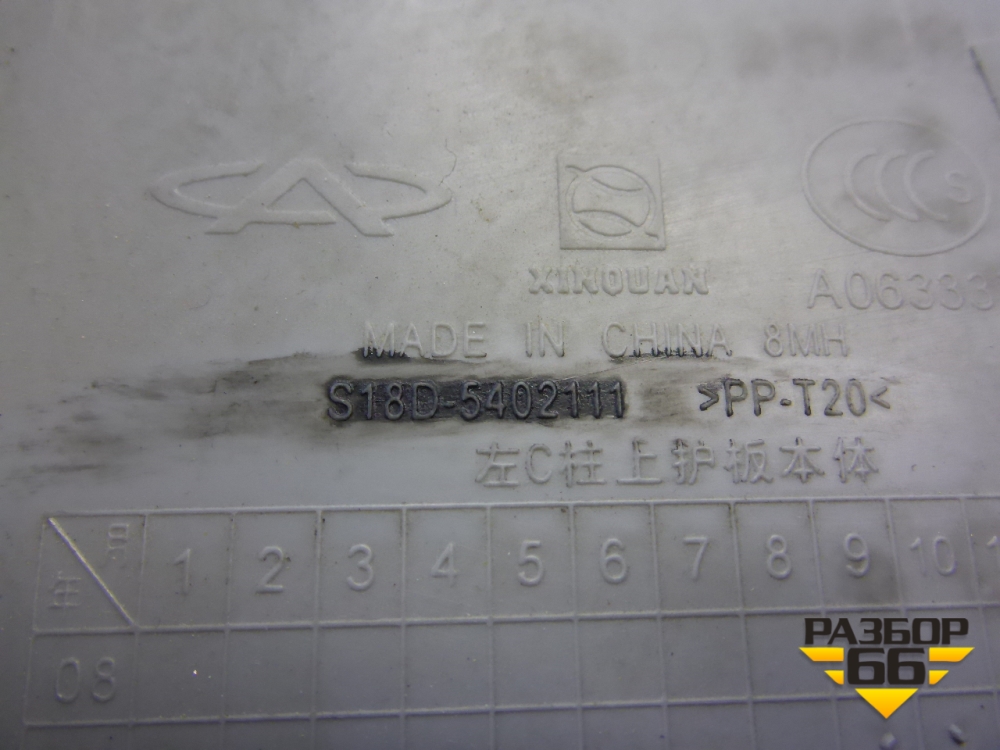 XINQUAN
S
A06333
MADE IN CHINA 8MH
S18D-5402111 >PP-T20<
左C柱上护板本体
月 1 2 3 4 5 6 7 8 9 10
年
08
РАЗБОР
66